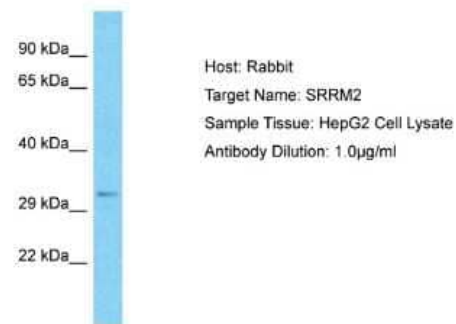 90 kDa__
65 kDa__
40 kDa__
29 kDa__
22 kDa__
Host: Rabbit
Target Name: SRRM2
Sample Tissue: HepG2 Cell Lysate
Antibody Dilution: 1.0µg/ml